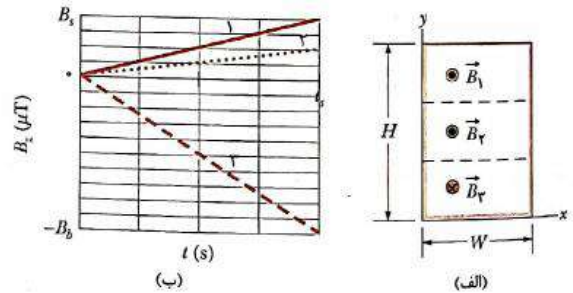 B_s
۱
۲
۰
t_s
B_z (μT)
۳
−B_b
t (s)
(ب)
y
H
B⃗۱
B⃗۲
B⃗۳
x
W
(الف)